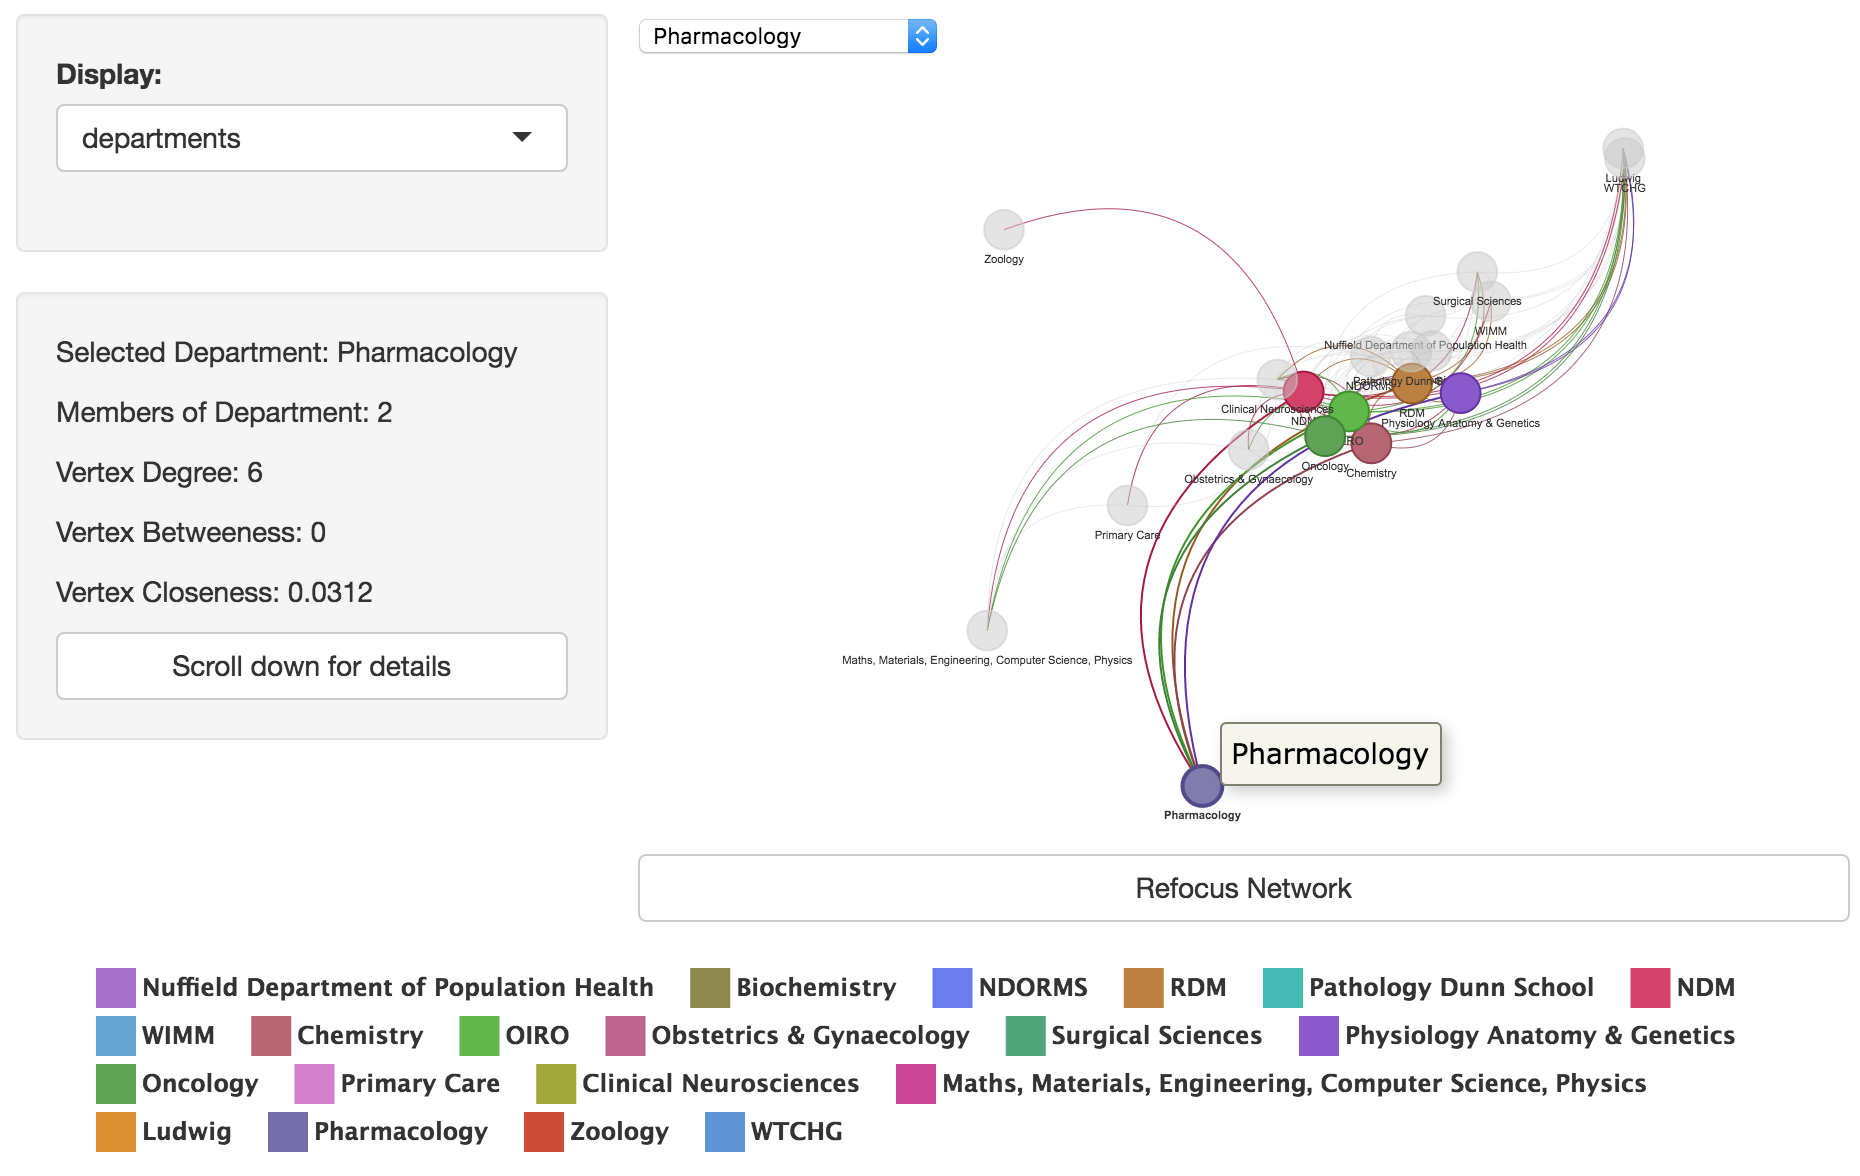 Display:
departments
Selected Department: Pharmacology
Members of Department: 2
Vertex Degree: 6
Vertex Betweeness: 0
Vertex Closeness: 0.0312
Scroll down for details
Pharmacology
Ludwig
WTCHG
Zoology
Surgical Sciences
WIMM
Nuffield Department of Population Health
NDORMS
Pathology Dunn
Clinical Neurosciences
RDM
NDM
Physiology Anatomy & Genetics
Oncology
Chemistry
Obstetrics & Gynaecology
Primary Care
Maths, Materials, Engineering, Computer Science, Physics
Pharmacology
Pharmacology
Refocus Network
Nuffield Department of Population Health Biochemistry NDORMS RDM Pathology Dunn School NDM
WIMM Chemistry OIRO Obstetrics & Gynaecology Surgical Sciences Physiology Anatomy & Genetics
Oncology Primary Care Clinical Neurosciences Maths, Materials, Engineering, Computer Science, Physics
Ludwig Pharmacology Zoology WTCHG